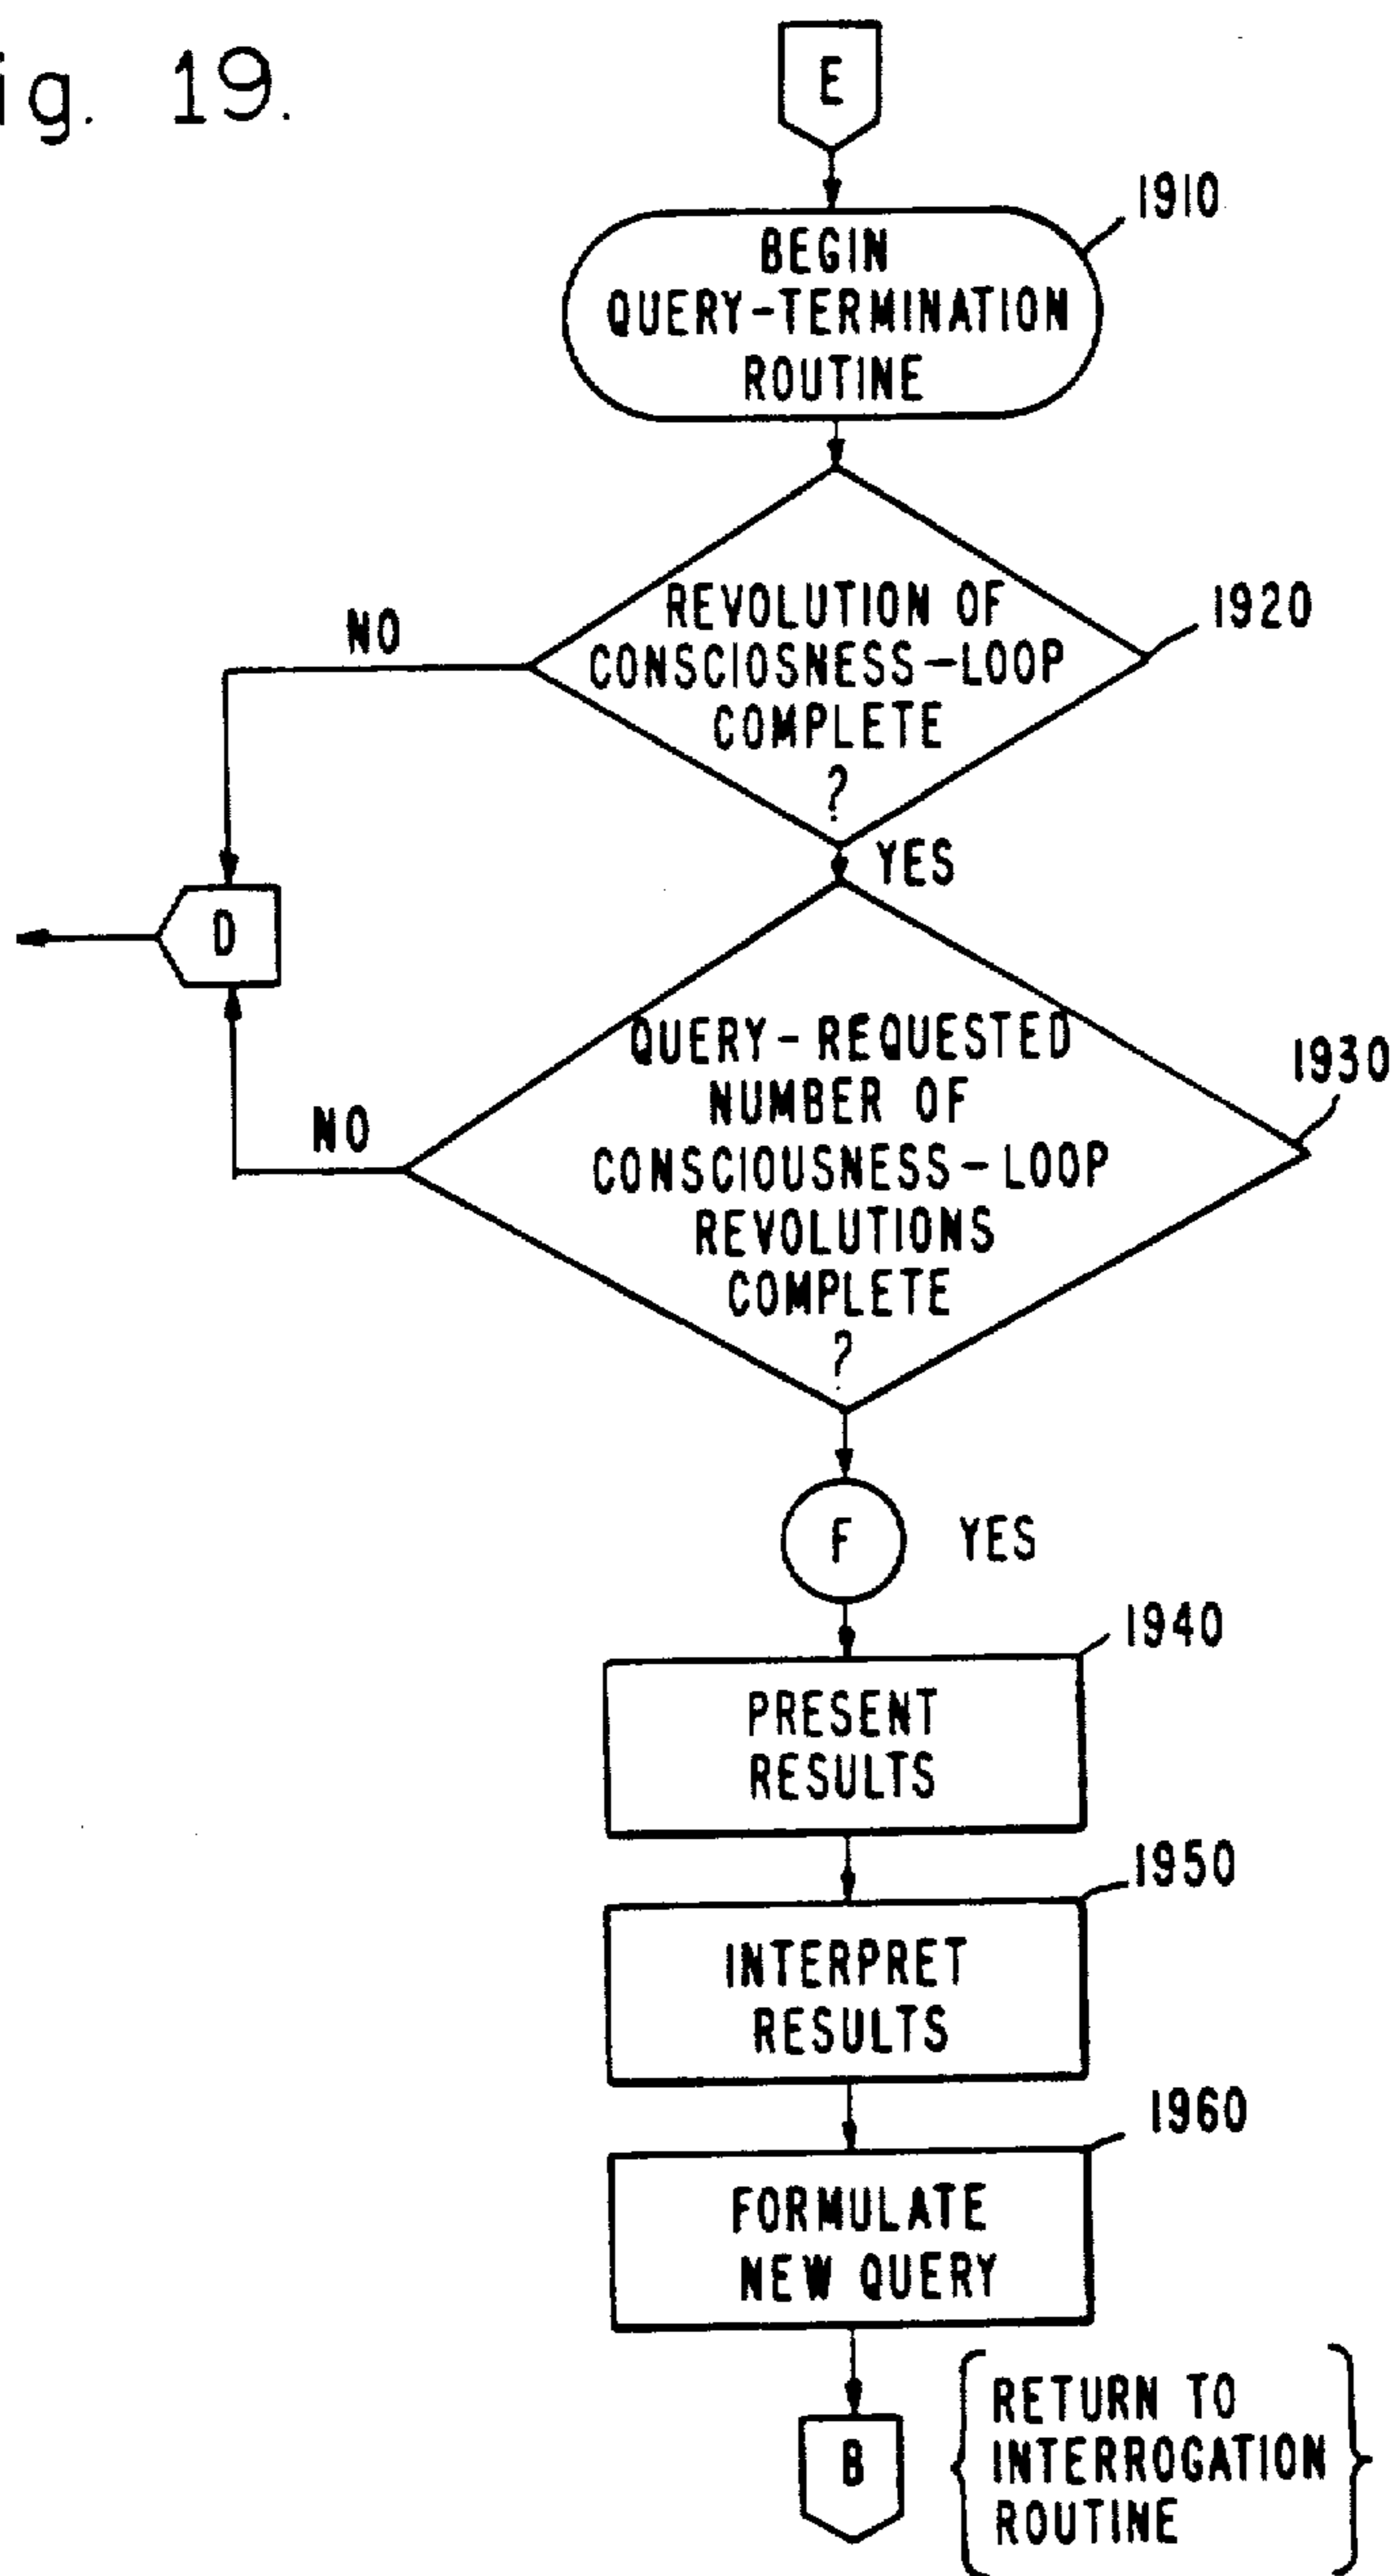 ig. 19.
E
1910
BEGIN
QUERY-TERMINATION
ROUTINE
NO
REVOLUTION OF
CONSCIOSNESS-LOOP
COMPLETE
?
1920
YES
D
QUERY-REQUESTED
NUMBER OF
CONSCIOUSNESS-LOOP
REVOLUTIONS
COMPLETE
?
1930
NO
F
YES
1940
PRESENT
RESULTS
1950
INTERPRET
RESULTS
1960
FORMULATE
NEW QUERY
B
RETURN TO
INTERROGATION
ROUTINE